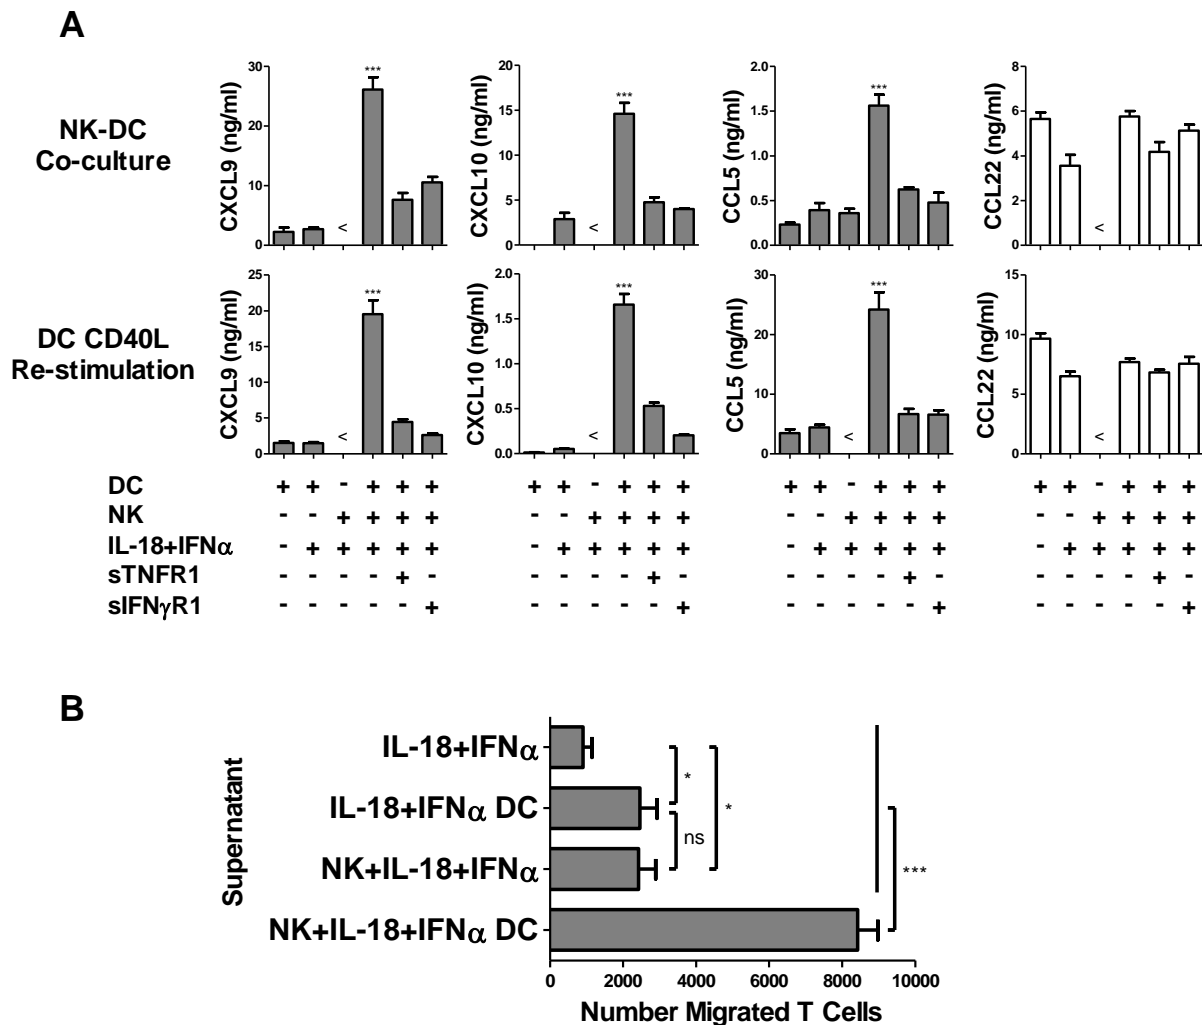 A
NK-DC
Co-culture
CXCL9 (ng/ml)
30
20
10
0
***
<
CXCL10 (ng/ml)
20
15
10
5
0
***
<
CCL5 (ng/ml)
2.0
1.5
1.0
0.5
0.0
***
CCL22 (ng/ml)
8
6
4
2
0
<
DC CD40L
Re-stimulation
CXCL9 (ng/ml)
25
20
15
10
5
0
***
<
CXCL10 (ng/ml)
2.0
1.5
1.0
0.5
0.0
***
<
CCL5 (ng/ml)
30
20
10
0
***
<
CCL22 (ng/ml)
15
10
5
0
<
DC + + - + + + + + - + + + + + - + + + + + - + + +
NK - - + + + + - - + + + + - - + + + + - - + + + +
IL-18+IFNα - + + + + + - + + + + + - + + + + + - + + + + +
sTNFR1 - - - - + - - - - - + - - - - - + - - - - - + -
sIFNγR1 - - - - - + - - - - - + - - - - - + - - - - - +
B
Supernatant
IL-18+IFNα
IL-18+IFNα DC
NK+IL-18+IFNα
NK+IL-18+IFNα DC
*
ns
*
***
0 2000 4000 6000 8000 10000
Number Migrated T Cells